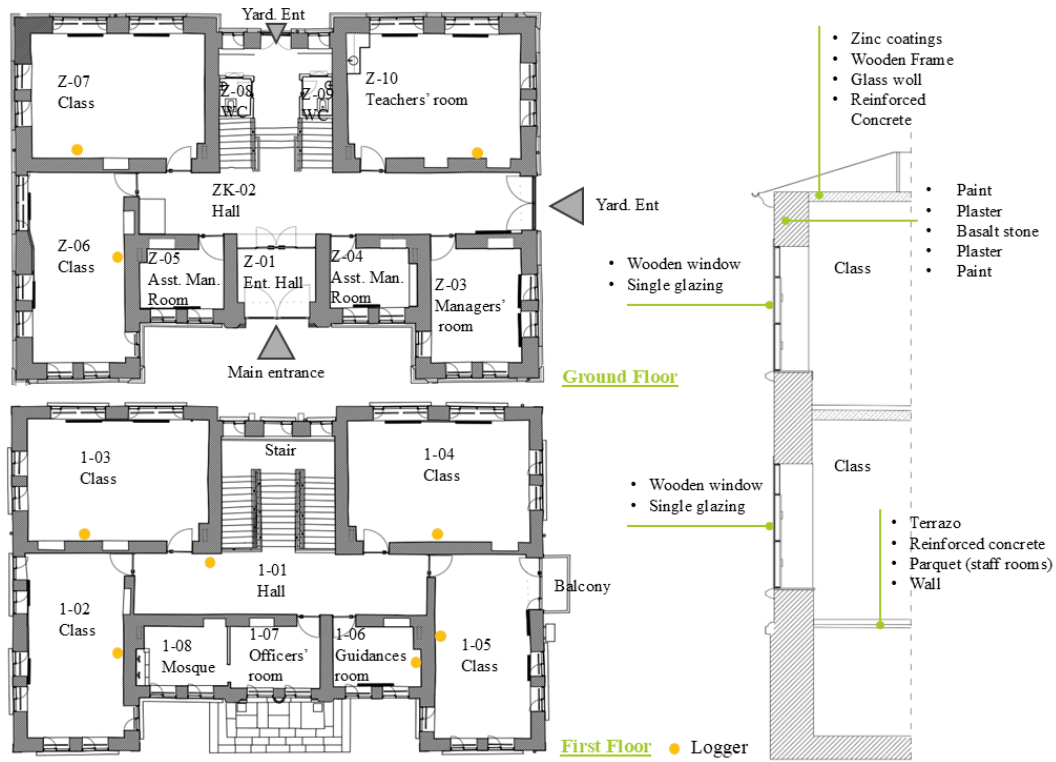 Yard. Ent
Z-07
Class
Z-08
WC
Z-09
WC
Z-10
Teachers' room
ZK-02
Hall
Yard. Ent
Z-06
Class
Z-05
Asst. Man.
Room
Z-01
Ent. Hall
Z-04
Asst. Man.
Room
Z-03
Managers'
room
Main entrance
Ground Floor
1-03
Class
Stair
1-04
Class
1-01
Hall
Balcony
1-02
Class
1-08
Mosque
1-07
Officers'
room
1-06
Guidances
room
1-05
Class
First Floor
Logger
• Zinc coatings
• Wooden Frame
• Glass woll
• Reinforced
Concrete
• Paint
• Plaster
• Basalt stone
• Plaster
• Paint
• Wooden window
• Single glazing
Class
• Wooden window
• Single glazing
Class
• Terrazo
• Reinforced concrete
• Parquet (staff rooms)
• Wall